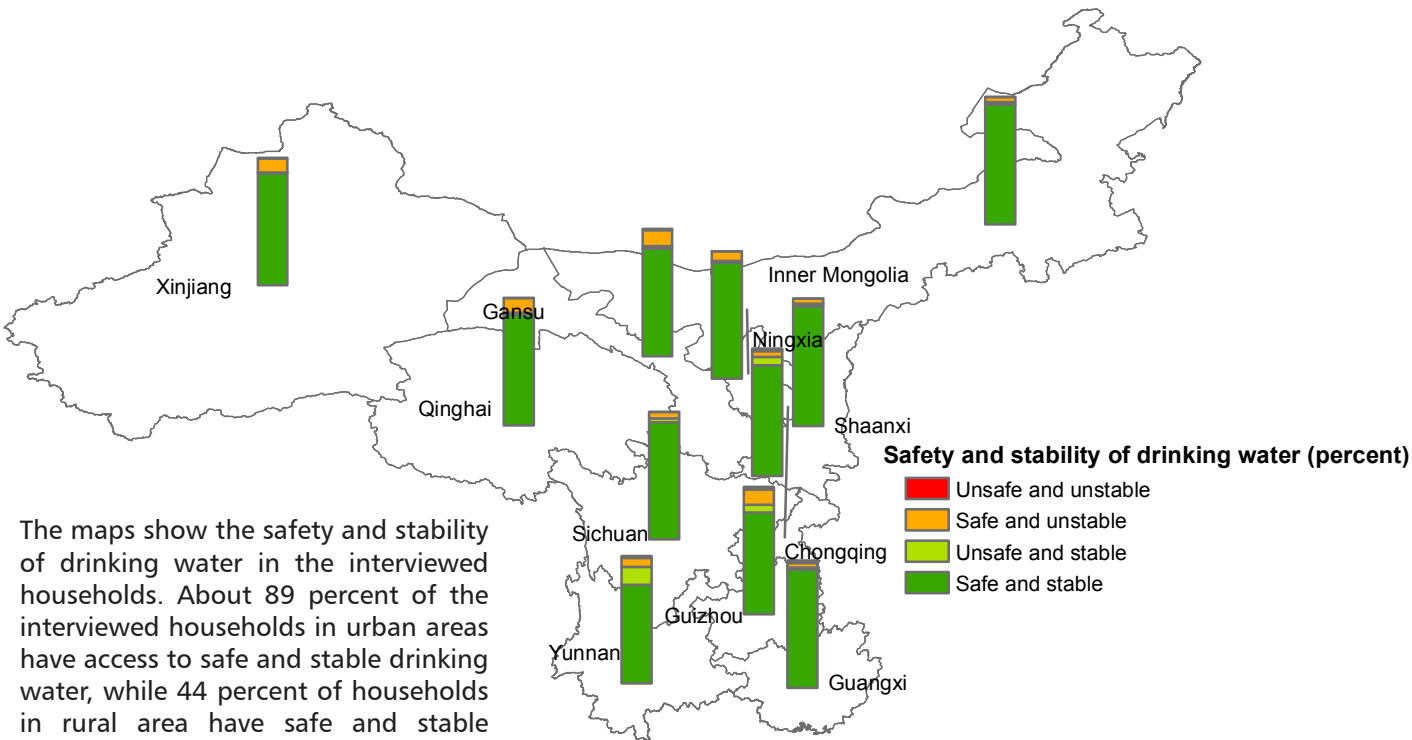 Xinjiang
Gansu
Inner Mongolia
Ningxia
Qinghai
Shaanxi
Safety and stability of drinking water (percent)
Unsafe and unstable
Safe and unstable
Unsafe and stable
Safe and stable
Sichuan
Chongqing
Guizhou
Yunnan
Guangxi
The maps show the safety and stability
of drinking water in the interviewed
households. About 89 percent of the
interviewed households in urban areas
have access to safe and stable drinking
water, while 44 percent of households
in rural area have safe and stable